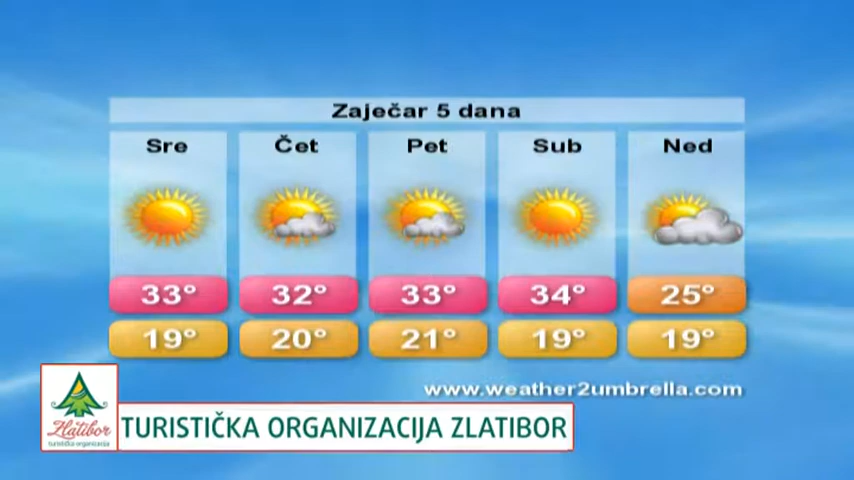 Zaječar 5 dana
Sre Čet Pet Sub Ned
33° 32° 33° 34° 25°
19° 20° 21° 19° 19°
www.weather2umbrella.com
Zlatibor
turistička organizacija
TURISTIČKA ORGANIZACIJA ZLATIBOR